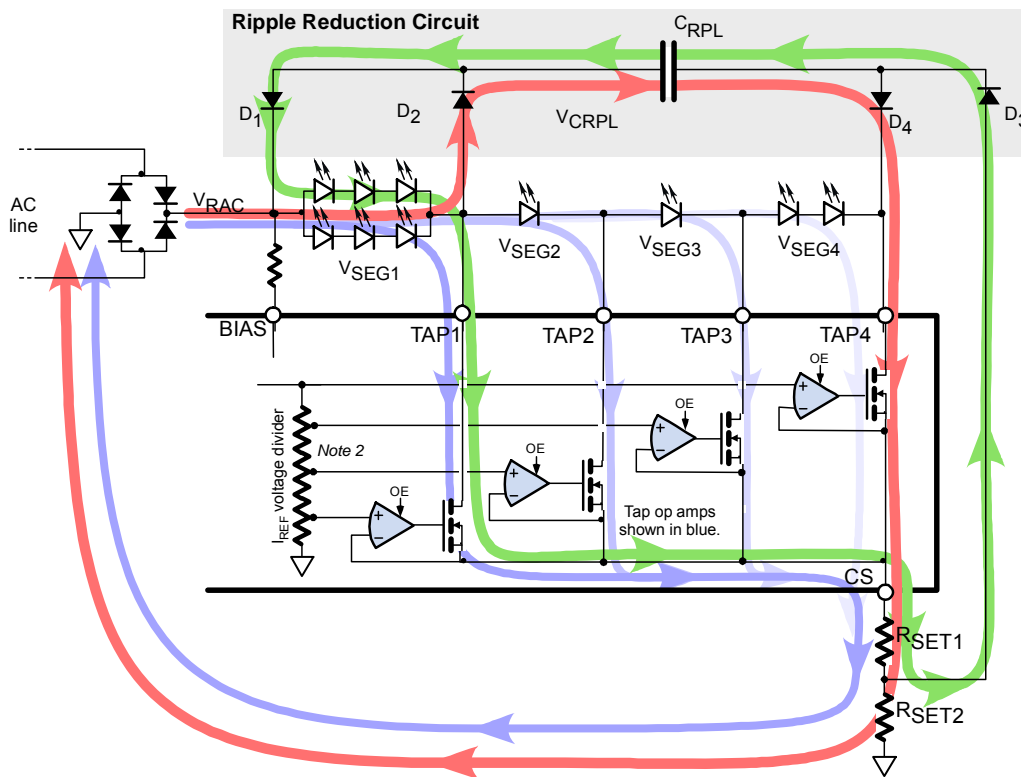 Ripple Reduction Circuit
CRPL
D1
D2
VCRPL
D4
D3
AC
line
VRAC
VSEG1
VSEG2
VSEG3
VSEG4
BIAS
TAP1
TAP2
TAP3
TAP4
OE
+
−
OE
+
−
OE
+
−
OE
+
−
IREF voltage divider
Note 2
Tap op amps
shown in blue.
CS
RSET1
RSET2